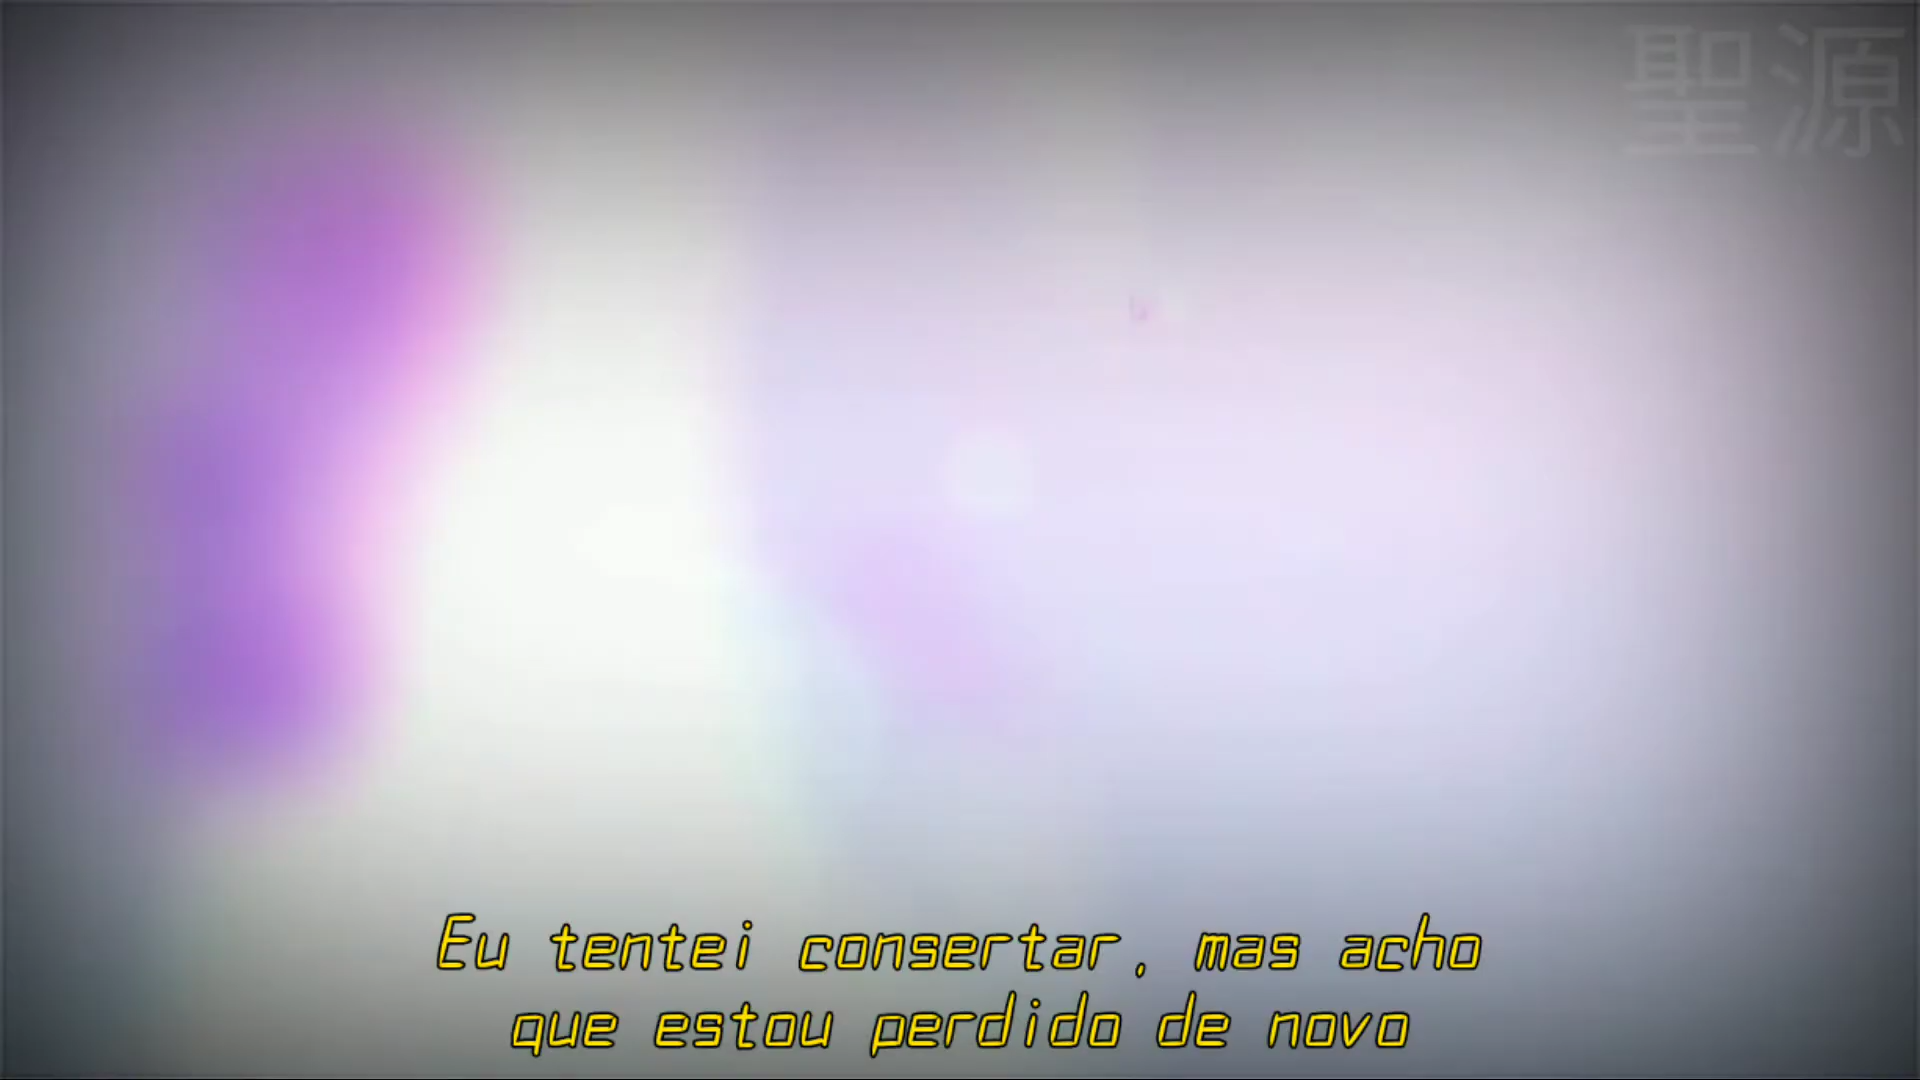 聖源
Eu tentei consertar, mas acho
que estou perdido de novo